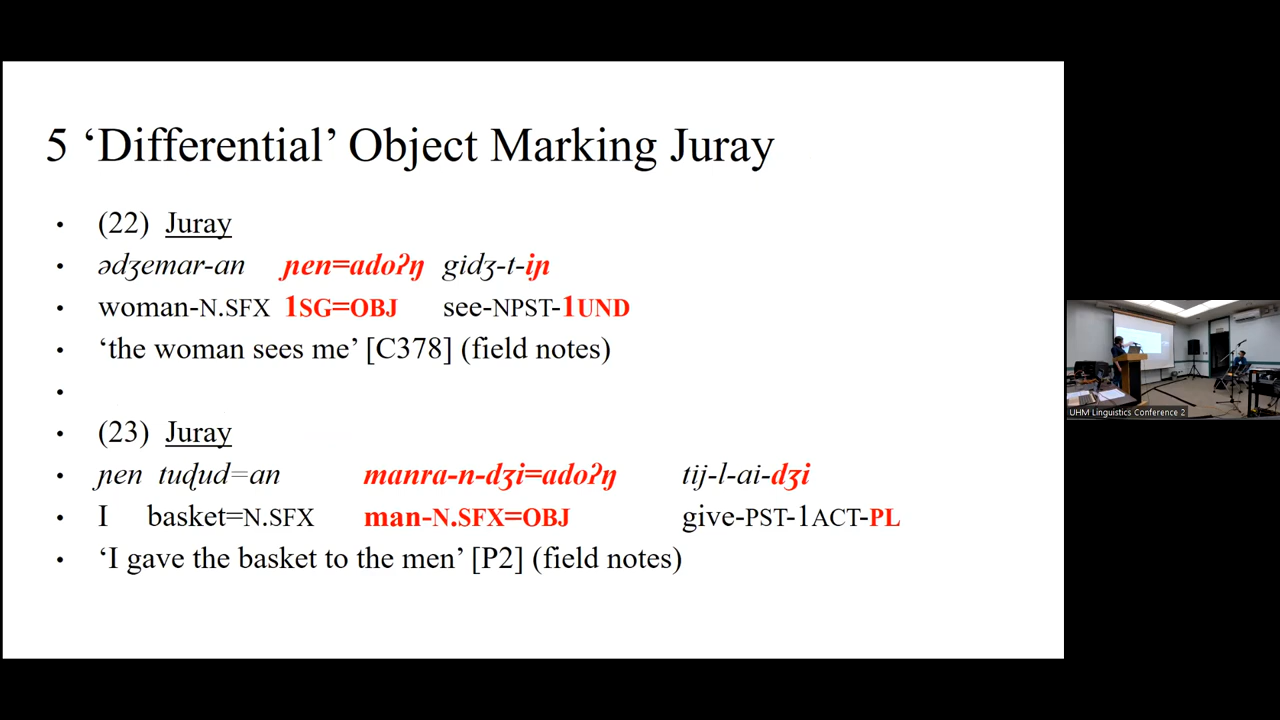 5 ‘Differential’ Object Marking Juray
• (22) Juray
• ədʒemar-an ɲen=adoʔŋ gidʒ-t-iɲ
• woman-N.SFX 1SG=OBJ see-NPST-1UND
• ‘the woman sees me’ [C378] (field notes)
•
• (23) Juray
• ɲen tuɖud=an manra-n-dʒi=adoʔŋ tij-l-ai-dʒi
• I basket=N.SFX man-N.SFX=OBJ give-PST-1ACT-PL
• ‘I gave the basket to the men’ [P2] (field notes)
UHM Linguistics Conference 2